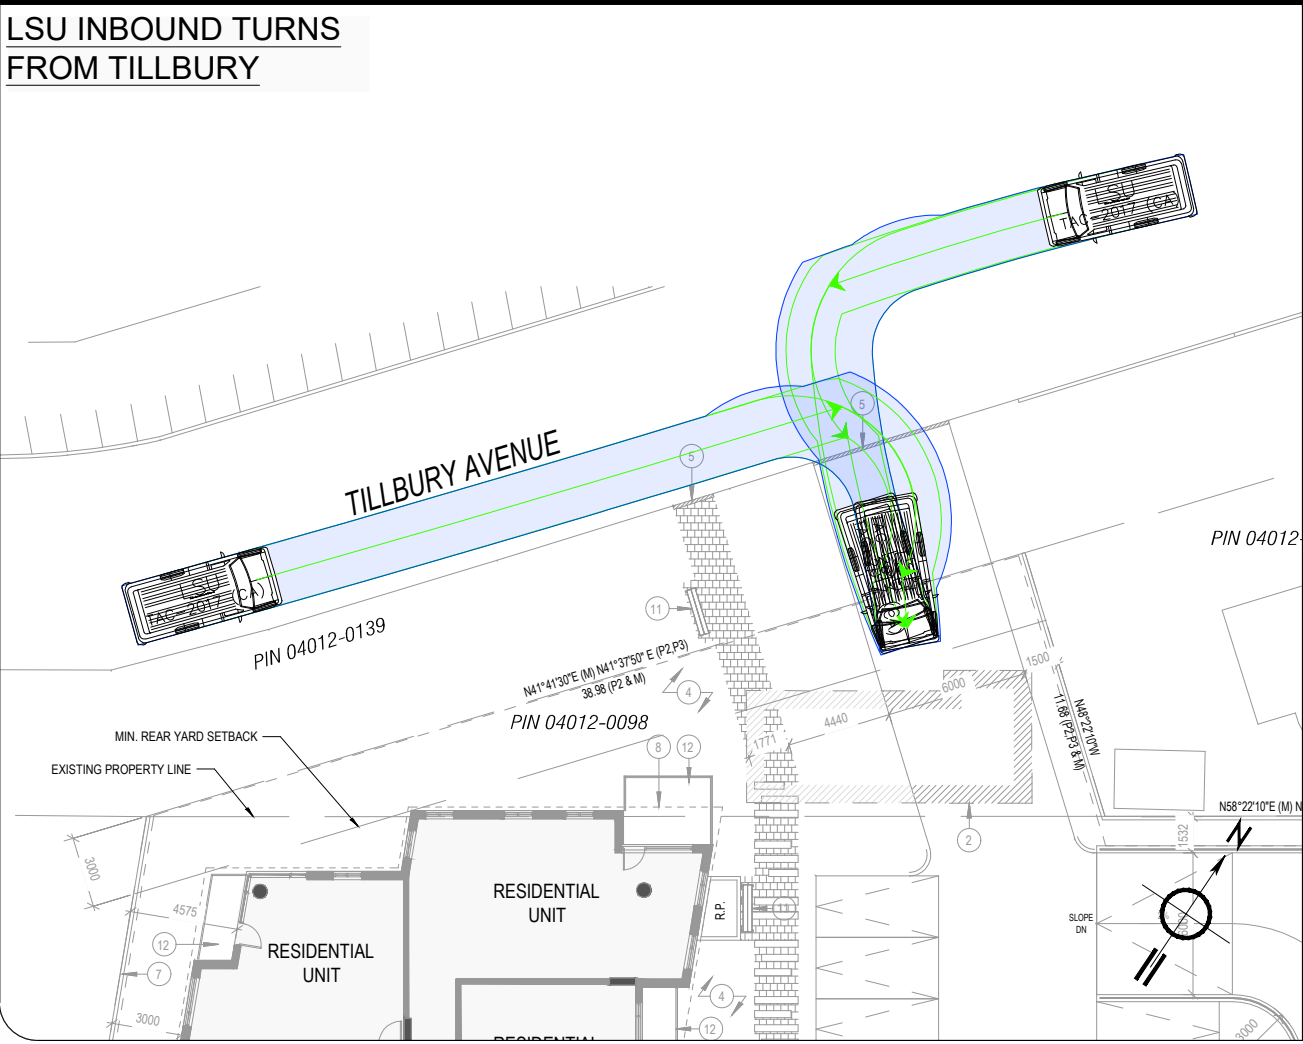 LSU INBOUND TURNS
FROM TILLBURY
LSU
TAC - 2017 (CA)
5
TILLBURY AVENUE
5
PIN 04012-
LSU
TAC - 2017 (CA)
11
PIN 04012-0139
N41°41'30"E (M) N41°37'50" E (P2,P3)
38.98 (P2 & M)
4
1500
6000
4440
1771
N48°22'10"W
11.68 (P2,P3 & M)
PIN 04012-0098
MIN. REAR YARD SETBACK
8
12
EXISTING PROPERTY LINE
N58°22'10"E (M) N
2
1532
N
3000
RESIDENTIAL
UNIT
R.P.
11
4575
SLOPE
DN
6000
12
RESIDENTIAL
UNIT
7
4
3000
12
3000
RESIDENTIAL